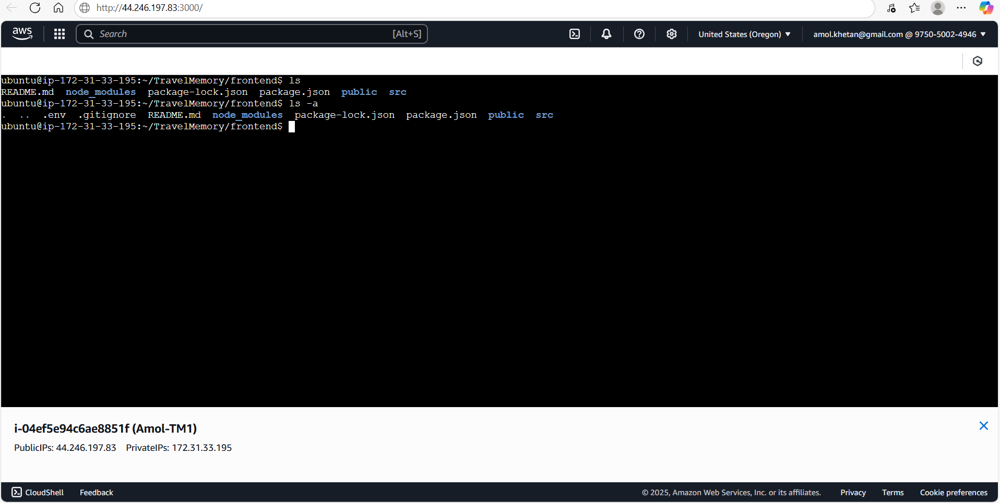 http://44.246.197.83:3000/
aws Search [Alt+S] United States (Oregon) amol.khetan@gmail.com @ 9750-5002-4946
ubuntu@ip-172-31-33-195:~/TravelMemory/frontend$ ls
README.md node_modules package-lock.json package.json public src
ubuntu@ip-172-31-33-195:~/TravelMemory/frontend$ ls -a
. .. .env .gitignore README.md node_modules package-lock.json package.json public src
ubuntu@ip-172-31-33-195:~/TravelMemory/frontend$
i-04ef5e94c6ae8851f (Amol-TM1)
PublicIPs: 44.246.197.83 PrivateIPs: 172.31.33.195
CloudShell Feedback © 2025, Amazon Web Services, Inc. or its affiliates. Privacy Terms Cookie preferences